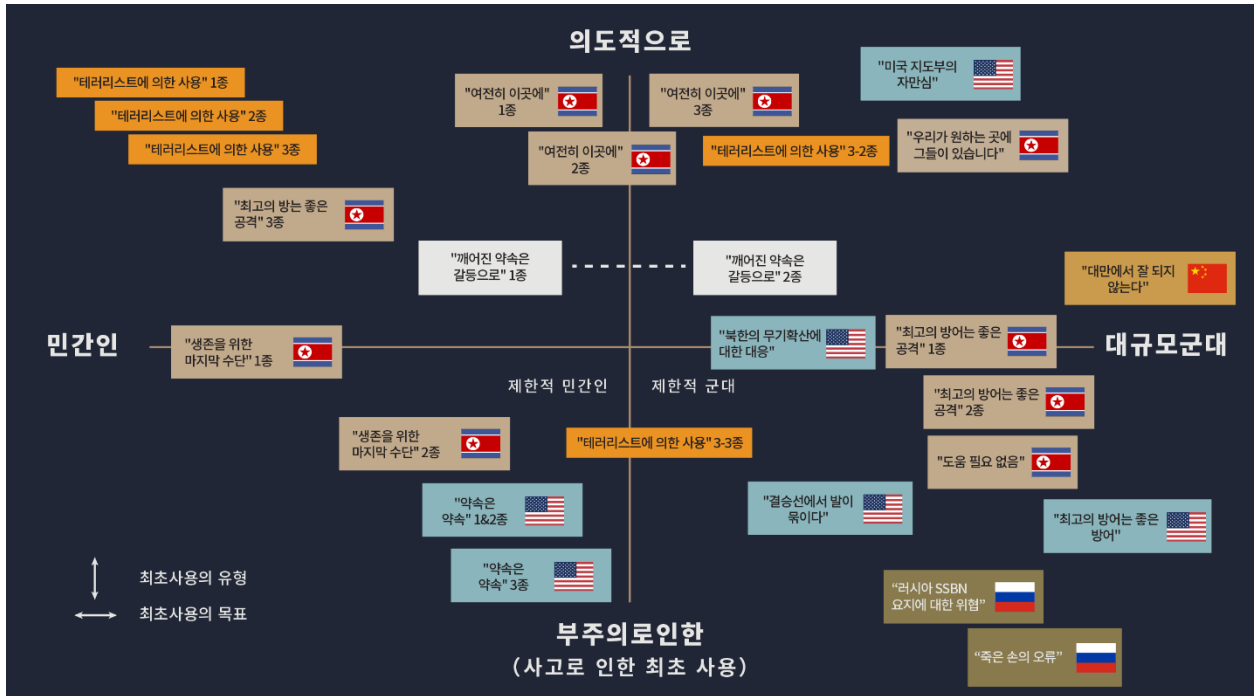 의도적으로
"테러리스트에 의한 사용" 1종
"테러리스트에 의한 사용" 2종
"테러리스트에 의한 사용" 3종
"여전히 이곳에"
1종
"여전히 이곳에"
2종
"여전히 이곳에"
3종
"미국 지도부의
자만심"
"테러리스트에 의한 사용" 3-2종
"우리가 원하는 곳에
그들이 있습니다"
"최고의 방는 좋은
공격" 3종
"깨어진 약속은
갈등으로" 1종
"깨어진 약속은
갈등으로" 2종
"대만에서 잘 되지
않는다"
민간인
"생존을 위한
마지막 수단" 1종
"북한의 무기확산에
대한 대응"
"최고의 방어는 좋은
공격" 1종
대규모군대
제한적 민간인
제한적 군대
"최고의 방어는 좋은
공격" 2종
"생존을 위한
마지막 수단" 2종
"테러리스트에 의한 사용" 3-3종
"도움 필요 없음"
"약속은
약속" 1&2종
"결승선에서 발이
묶이다"
"최고의 방어는 좋은
방어"
"약속은
약속" 3종
최초사용의 유형
최초사용의 목표
“러시아 SSBN
요지에 대한 위협”
부주의로인한
(사고로 인한 최초 사용)
“죽은 손의 오류”